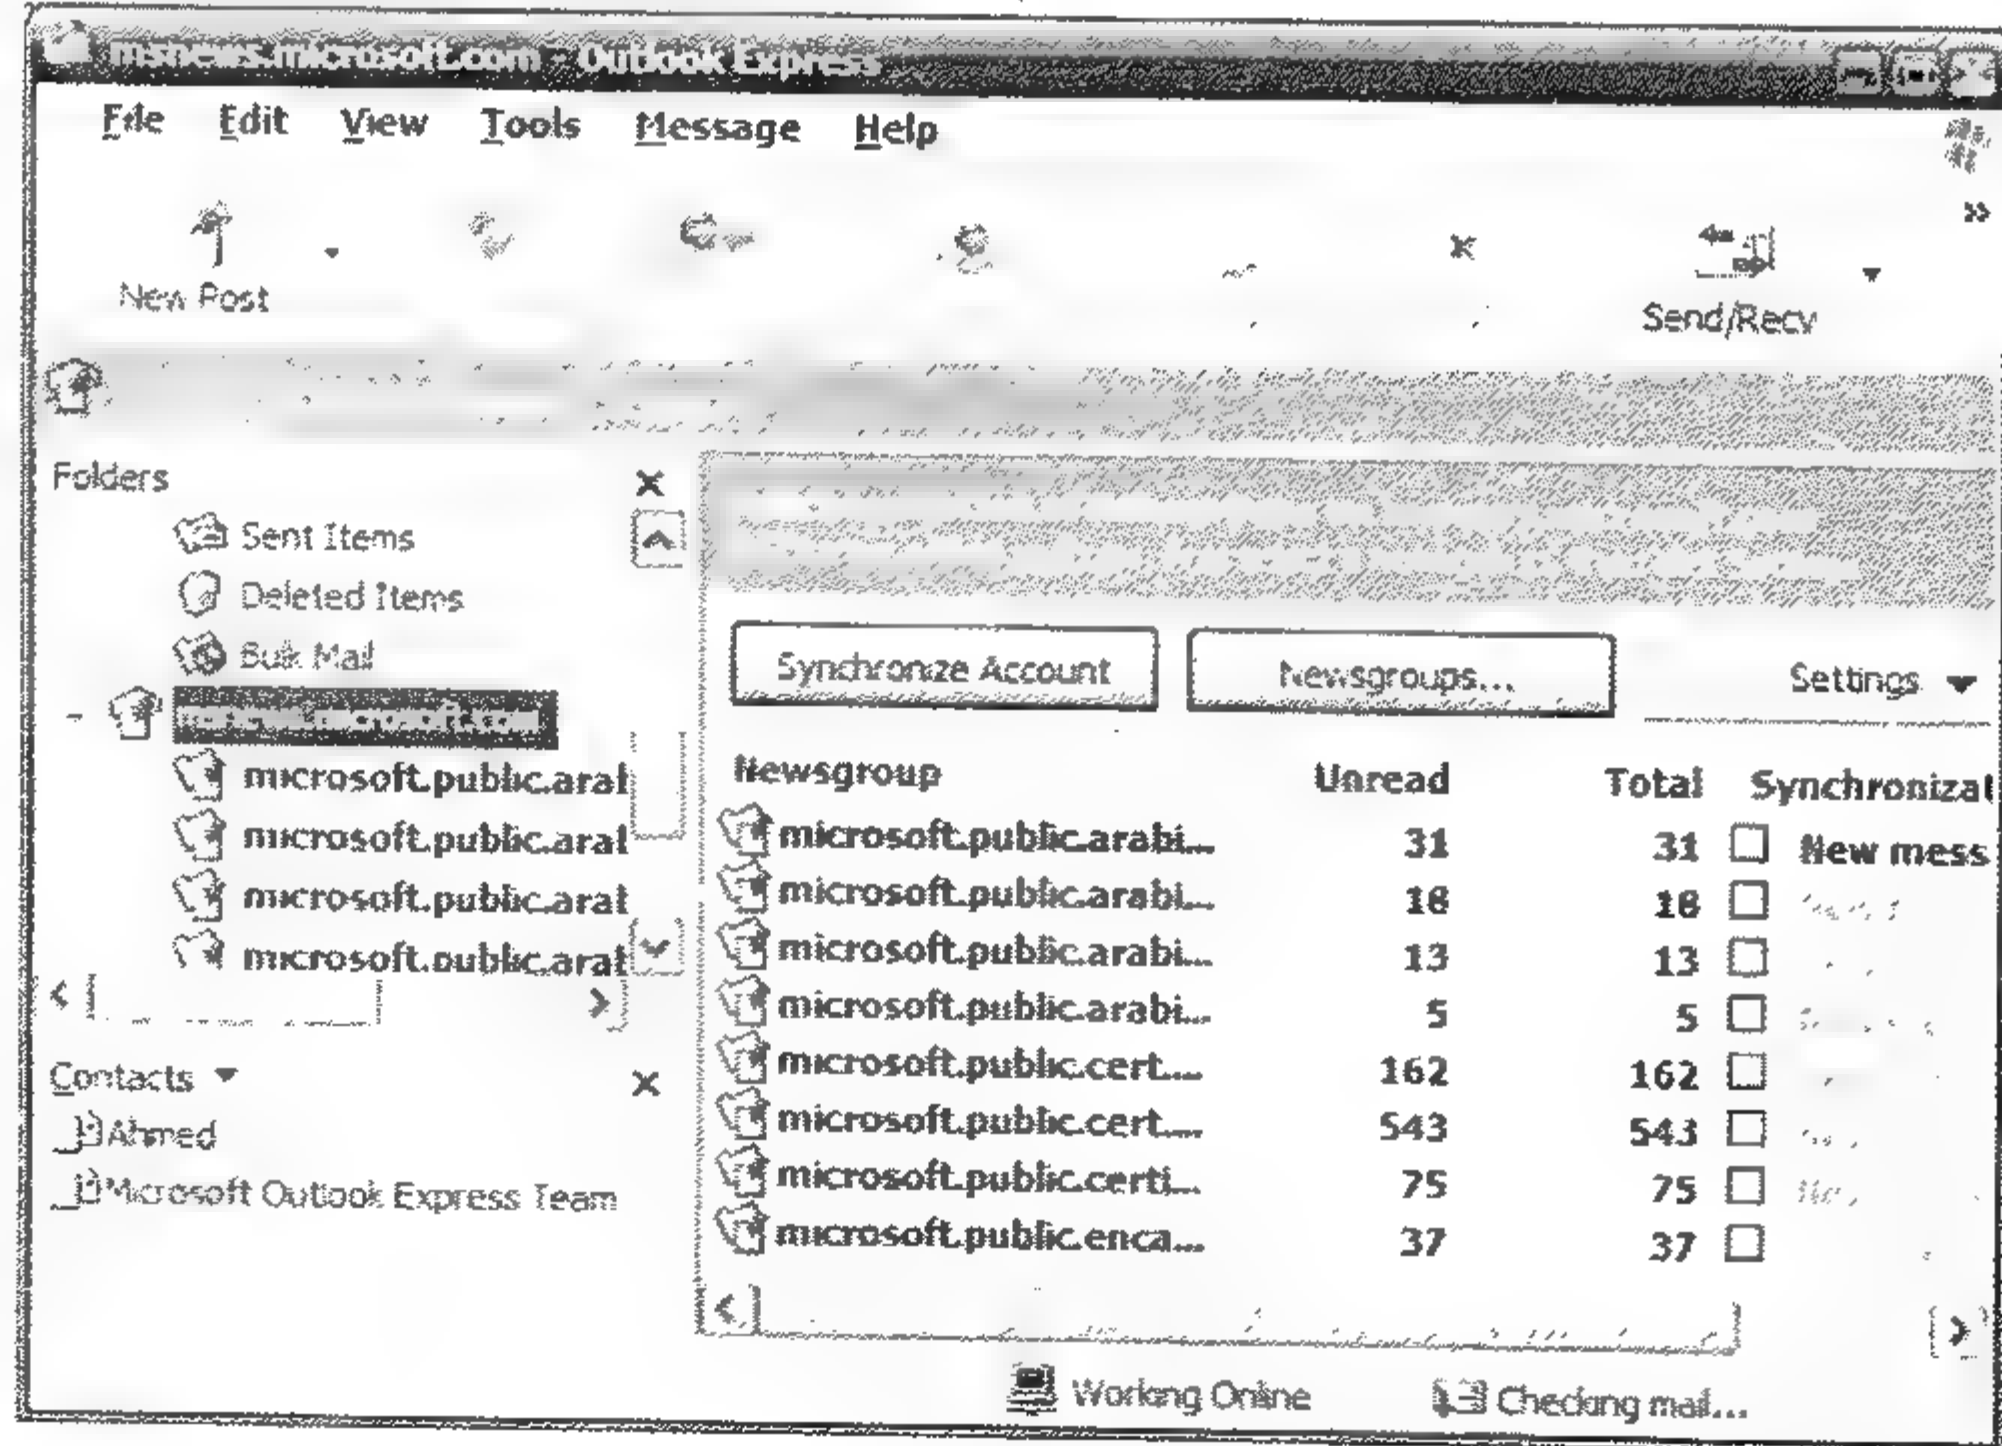 msnews.microsoft.com - Outlook Express
File Edit View Tools Message Help
New Post Send/Recv
Folders
Sent Items
Deleted Items
Bulk Mail
microsoft.public.aral
microsoft.public.aral
microsoft.public.aral
microsoft.public.aral
Contacts
Ahmed
Microsoft Outlook Express Team
Synchronize Account Newsgroups... Settings
Newsgroup Unread Total Synchronizat
microsoft.public.arabi... 31 31 New mess
microsoft.public.arabi... 18 18
microsoft.public.arabi... 13 13
microsoft.public.arabi... 5 5
microsoft.public.cert.... 162 162
microsoft.public.cert.... 543 543
microsoft.public.certi... 75 75
microsoft.public.enca... 37 37
Working Online Checking mail...